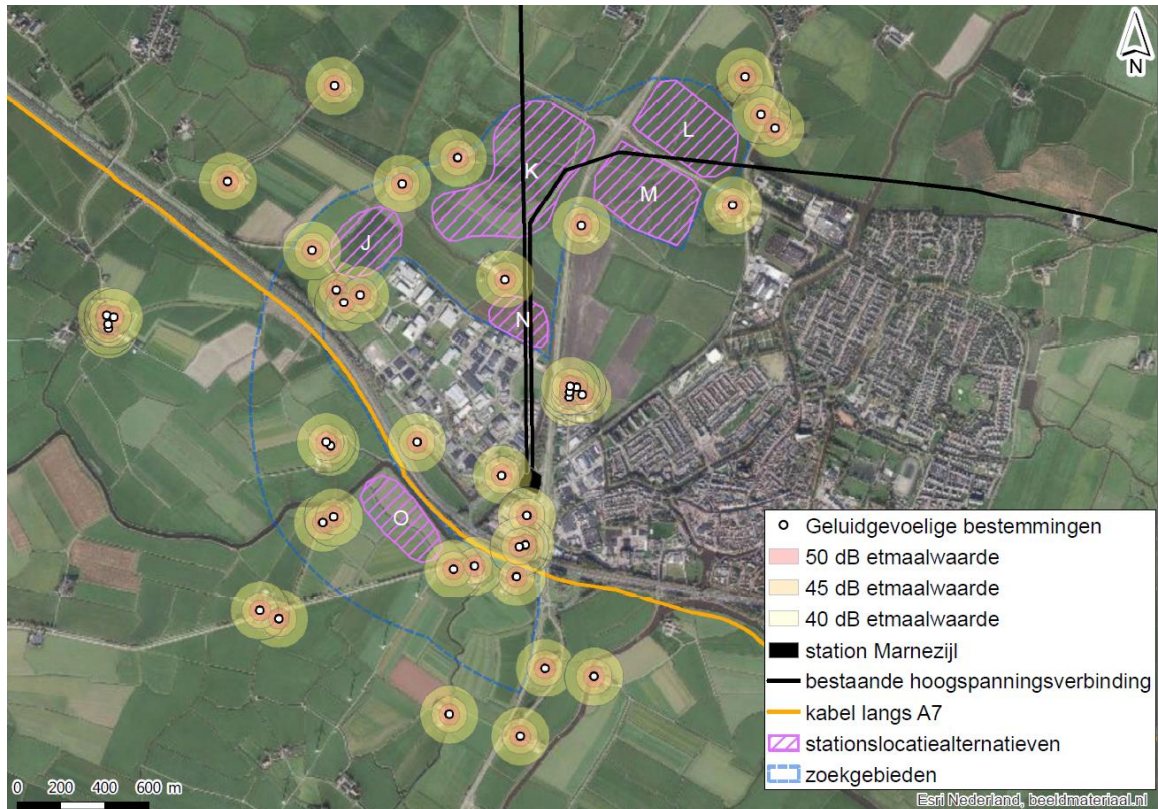 N
L
K
M
J
N
O
Geluidgevoelige bestemmingen
50 dB etmaalwaarde
45 dB etmaalwaarde
40 dB etmaalwaarde
station Marnezijl
bestaande hoogspanningsverbinding
kabel langs A7
stationslocatiealternatieven
zoekgebieden
0 200 400 600 m
Esri Nederland, beeldmateriaal.nl